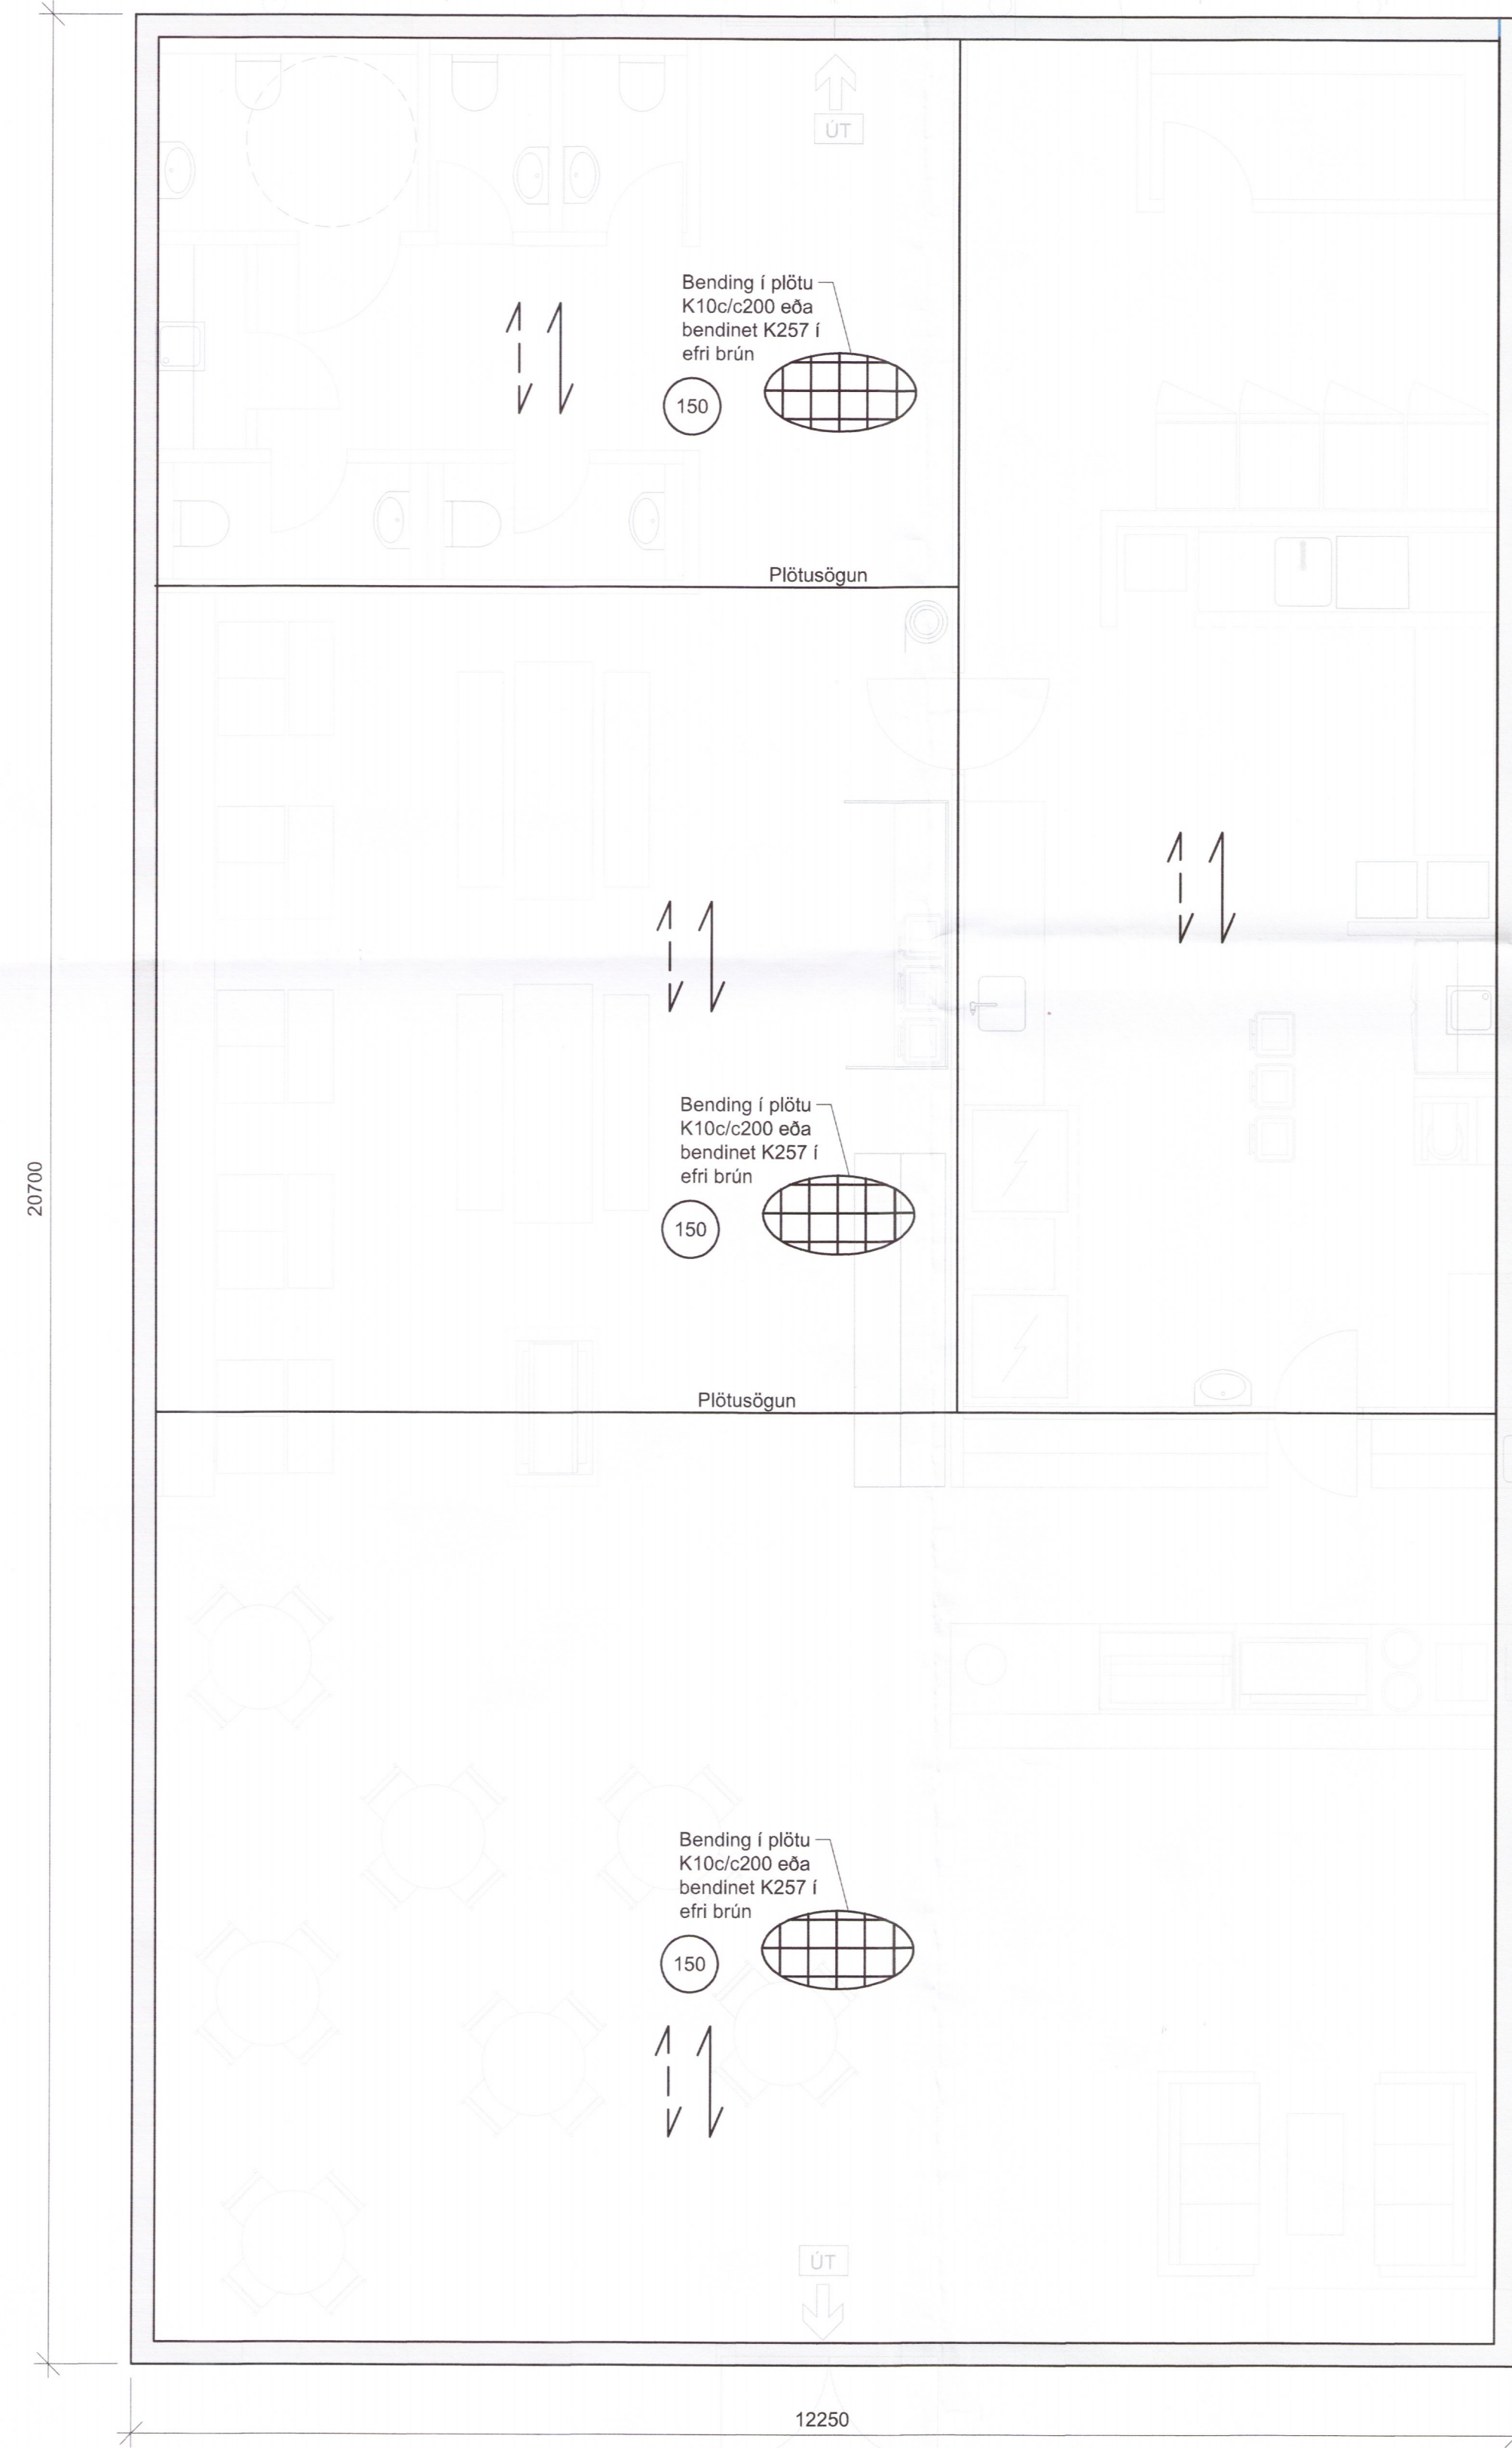 ÚT
Bending í plötu
K10c/c200 eða
bendinet K257 í
efri brún
150
Plötusögun
Bending í plötu
K10c/c200 eða
bendinet K257 í
efri brún
150
20700
Plötusögun
Bending í plötu
K10c/c200 eða
bendinet K257 í
efri brún
150
ÚT
12250